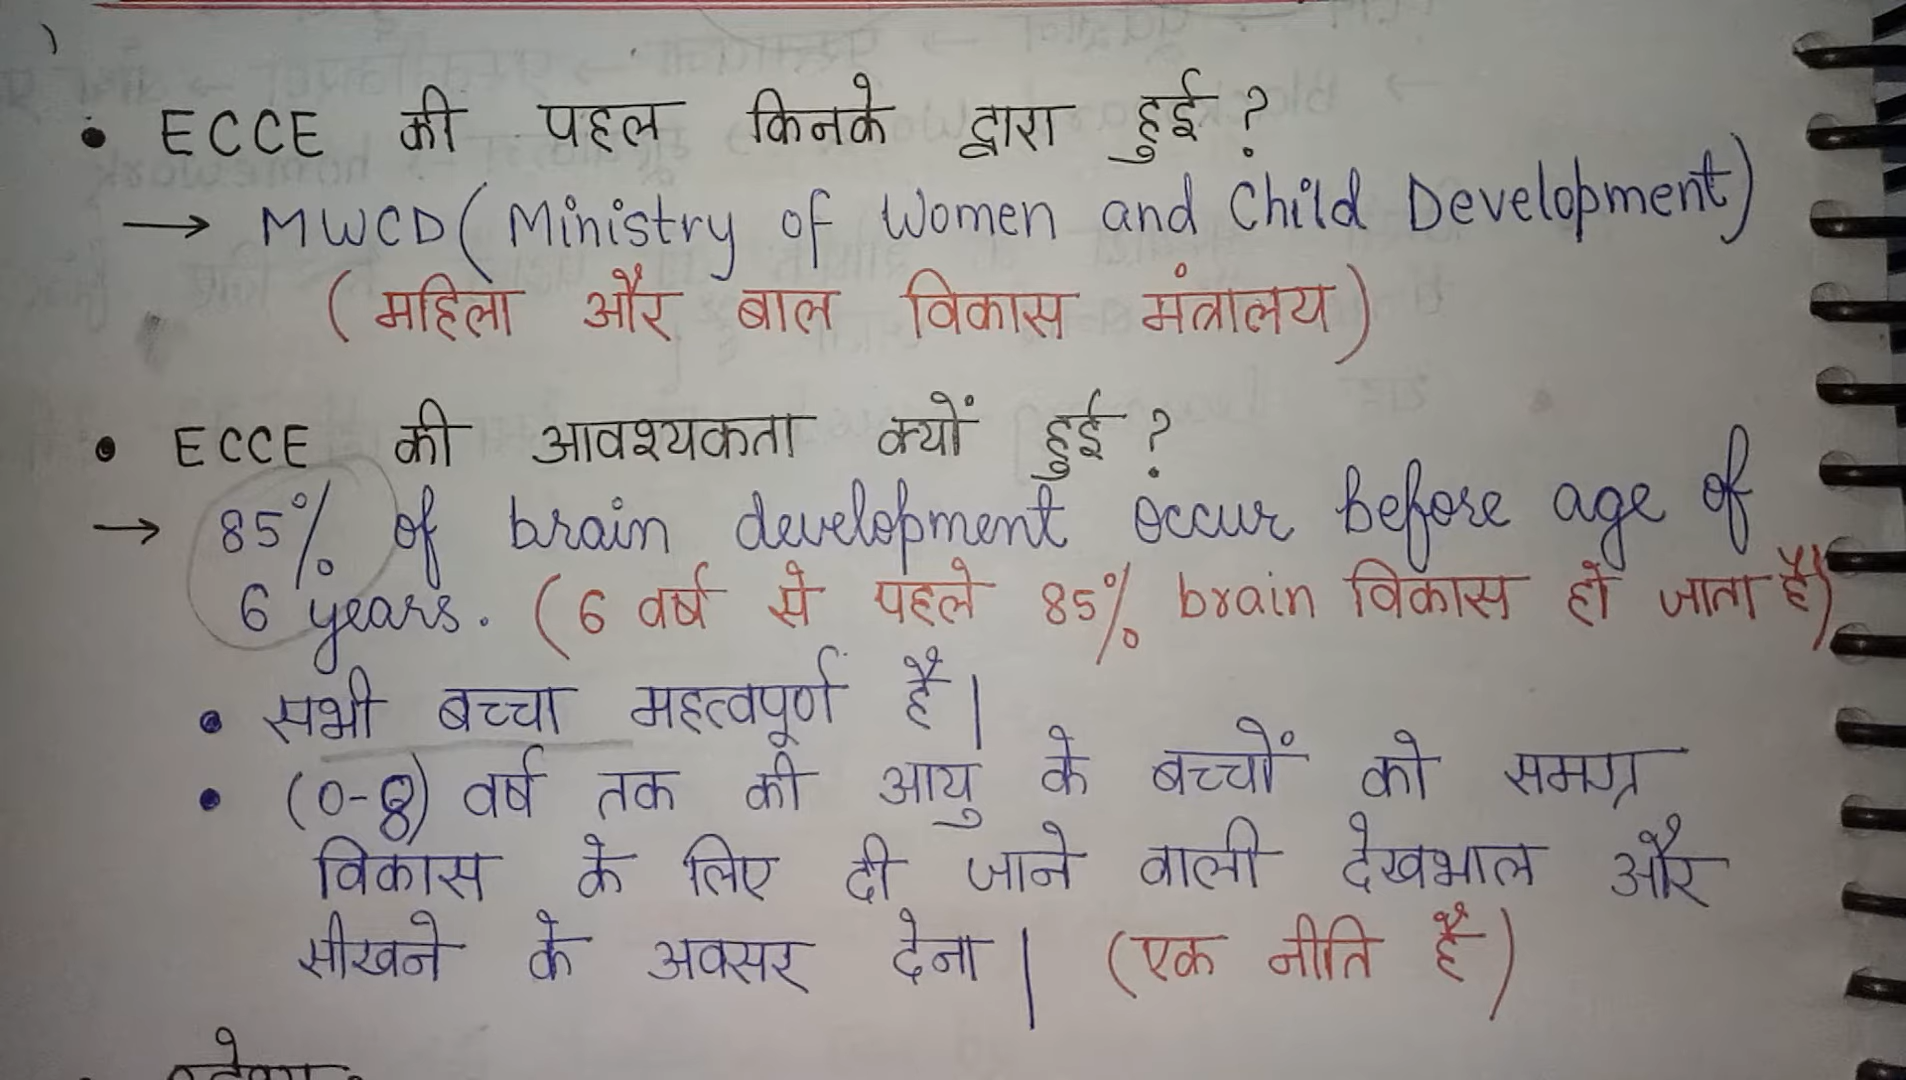 • ECCE की पहल किनके द्वारा हुई ?
→ MWCD (Ministry of Women and Child Development)
(महिला और बाल विकास मंत्रालय)
• ECCE की आवश्यकता क्यों हुई ?
→ 85% of brain development occur before age of
6 years. (6 वर्ष से पहले 85% brain विकास हो जाता है)
• सभी बच्चा महत्वपूर्ण है |
• (0-8) वर्ष तक की आयु के बच्चों को समग्र
विकास के लिए दी जाने वाली देखभाल और
सीखने के अवसर देना | (एक नीति है)